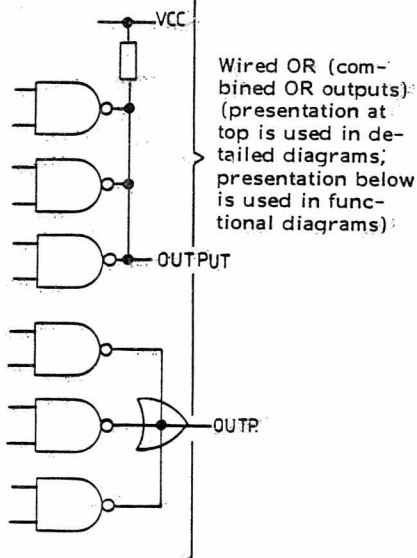 VCC
Wired OR (com-
bined OR outputs)
(presentation at
top is used in de-
tailed diagrams;
presentation below
is used in func-
tional diagrams)
OUTPUT
OUTP.